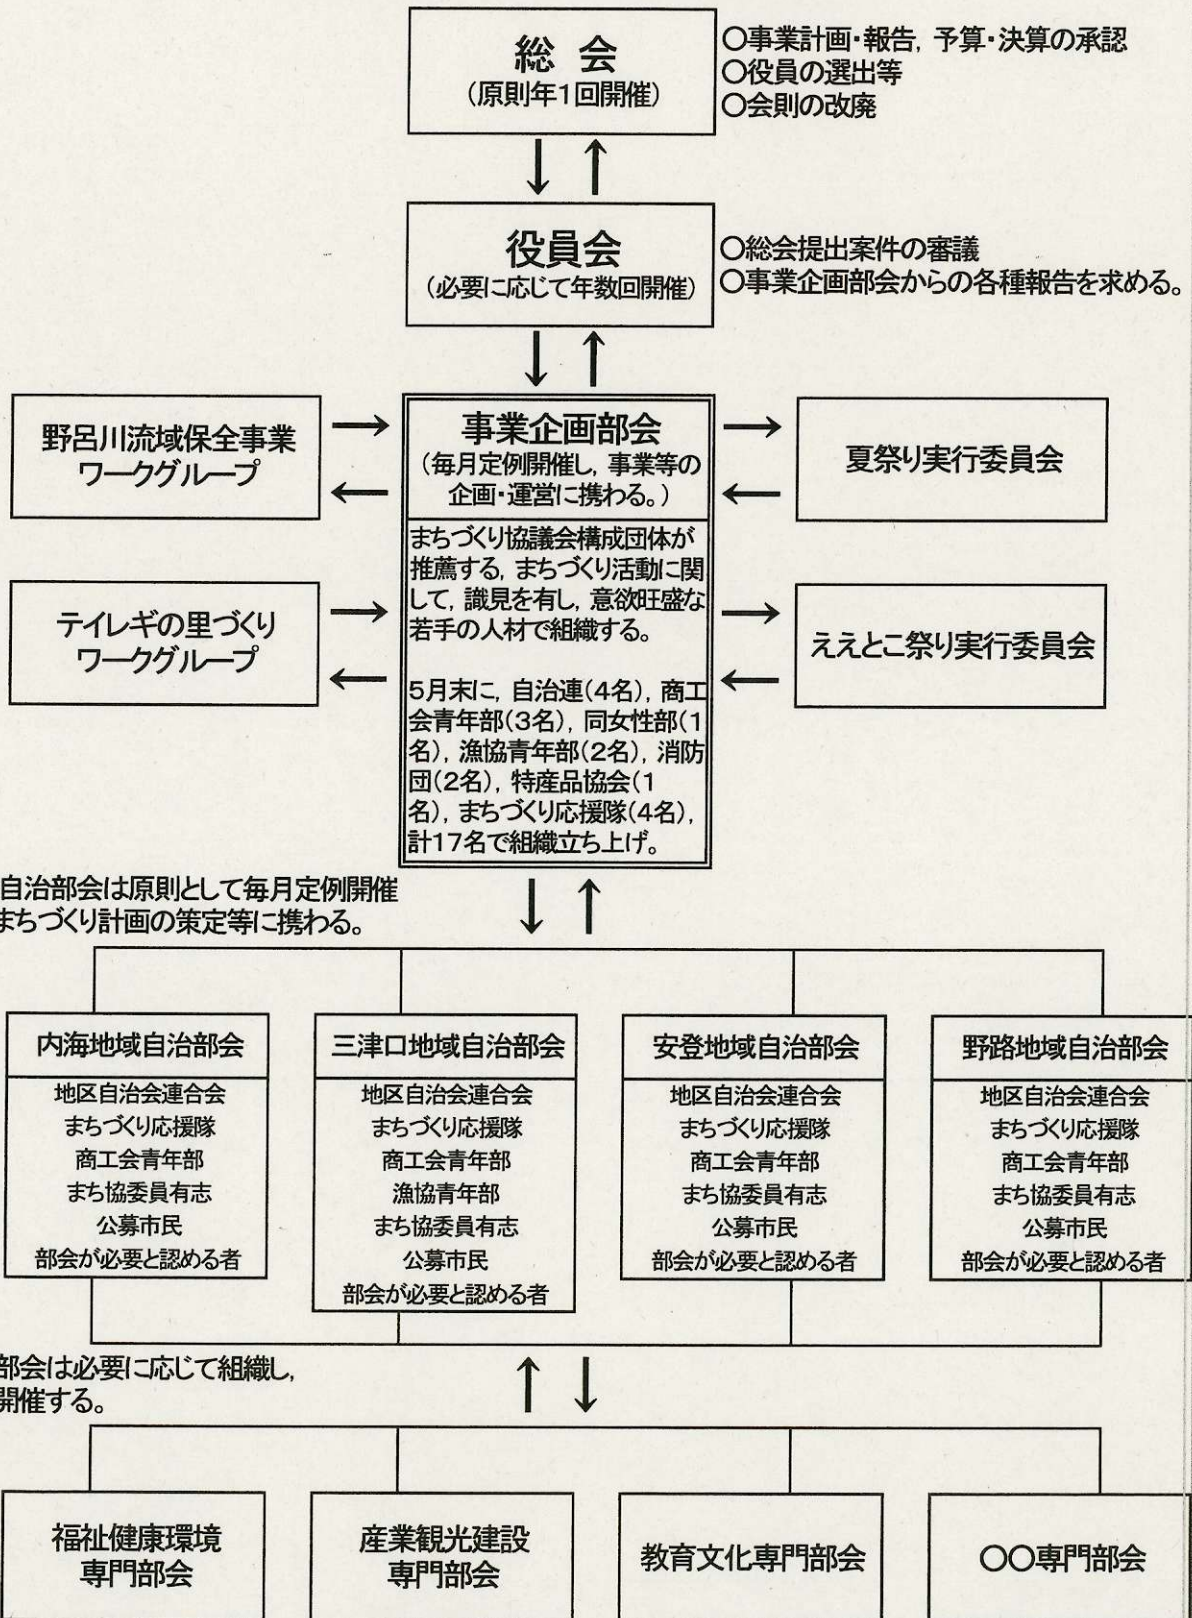 総 会
(原則年1回開催)
○事業計画・報告, 予算・決算の承認
○役員の選出等
○会則の改廃
役員会
(必要に応じて年数回開催)
○総会提出案件の審議
○事業企画部会からの各種報告を求める。
野呂川流域保全事業
ワークグループ
テイレギの里づくり
ワークグループ
事業企画部会
(毎月定例開催し, 事業等の
企画・運営に携わる。)
まちづくり協議会構成団体が
推薦する, まちづくり活動に関
して, 識見を有し, 意欲旺盛な
若手の人材で組織する。
5月末に, 自治連(4名), 商工
会青年部(3名), 同女性部(1
名), 漁協青年部(2名), 消防
団(2名), 特産品協会(1
名), まちづくり応援隊(4名),
計17名で組織立ち上げ。
夏祭り実行委員会
ええとこ祭り実行委員会
自治部会は原則として毎月定例開催
まちづくり計画の策定等に携わる。
内海地域自治部会
地区自治会連合会
まちづくり応援隊
商工会青年部
まち協委員有志
公募市民
部会が必要と認める者
三津口地域自治部会
地区自治会連合会
まちづくり応援隊
商工会青年部
漁協青年部
まち協委員有志
公募市民
部会が必要と認める者
安登地域自治部会
地区自治会連合会
まちづくり応援隊
商工会青年部
まち協委員有志
公募市民
部会が必要と認める者
野路地域自治部会
地区自治会連合会
まちづくり応援隊
商工会青年部
まち協委員有志
公募市民
部会が必要と認める者
部会は必要に応じて組織し,
開催する。
福祉健康環境
専門部会
産業観光建設
専門部会
教育文化専門部会
○○専門部会